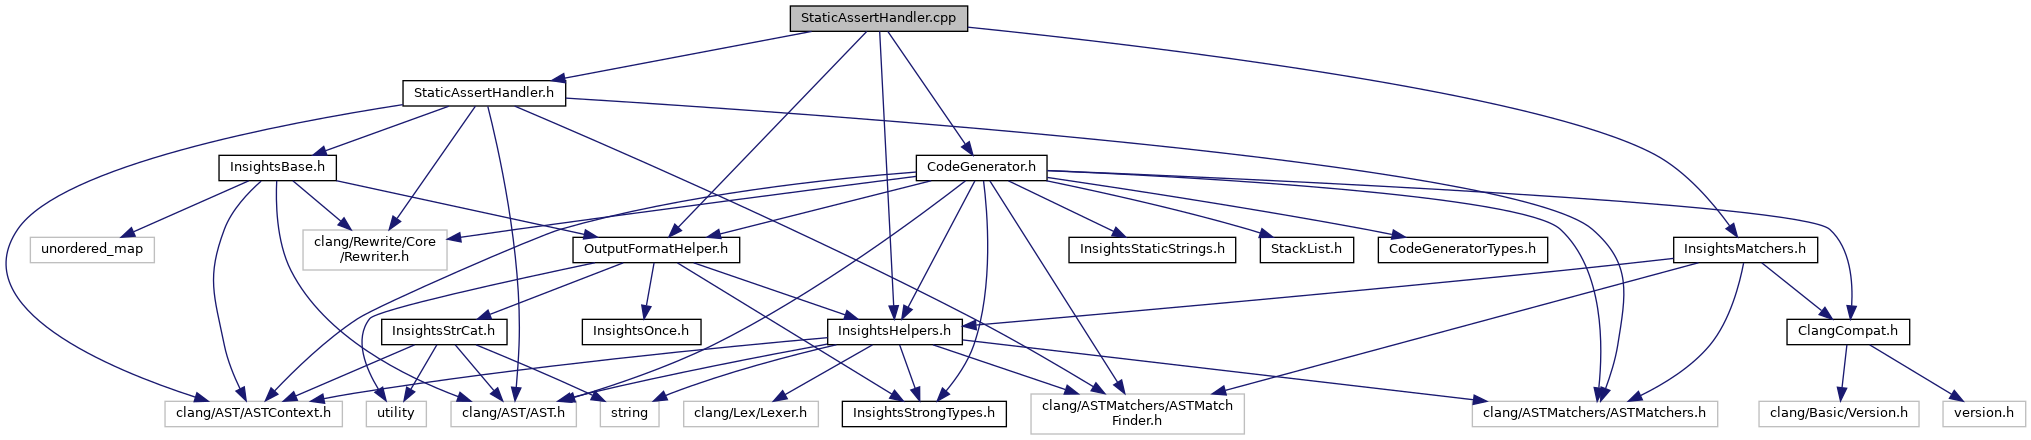 StaticAssertHandler.cpp
StaticAssertHandler.h
InsightsBase.h
CodeGenerator.h
unordered_map
clang/Rewrite/Core
/Rewriter.h
OutputFormatHelper.h
InsightsStaticStrings.h
StackList.h
CodeGeneratorTypes.h
InsightsMatchers.h
InsightsStrCat.h
InsightsOnce.h
InsightsHelpers.h
ClangCompat.h
clang/AST/ASTContext.h
utility
clang/AST/AST.h
string
clang/Lex/Lexer.h
InsightsStrongTypes.h
clang/ASTMatchers/ASTMatch
Finder.h
clang/ASTMatchers/ASTMatchers.h
clang/Basic/Version.h
version.h